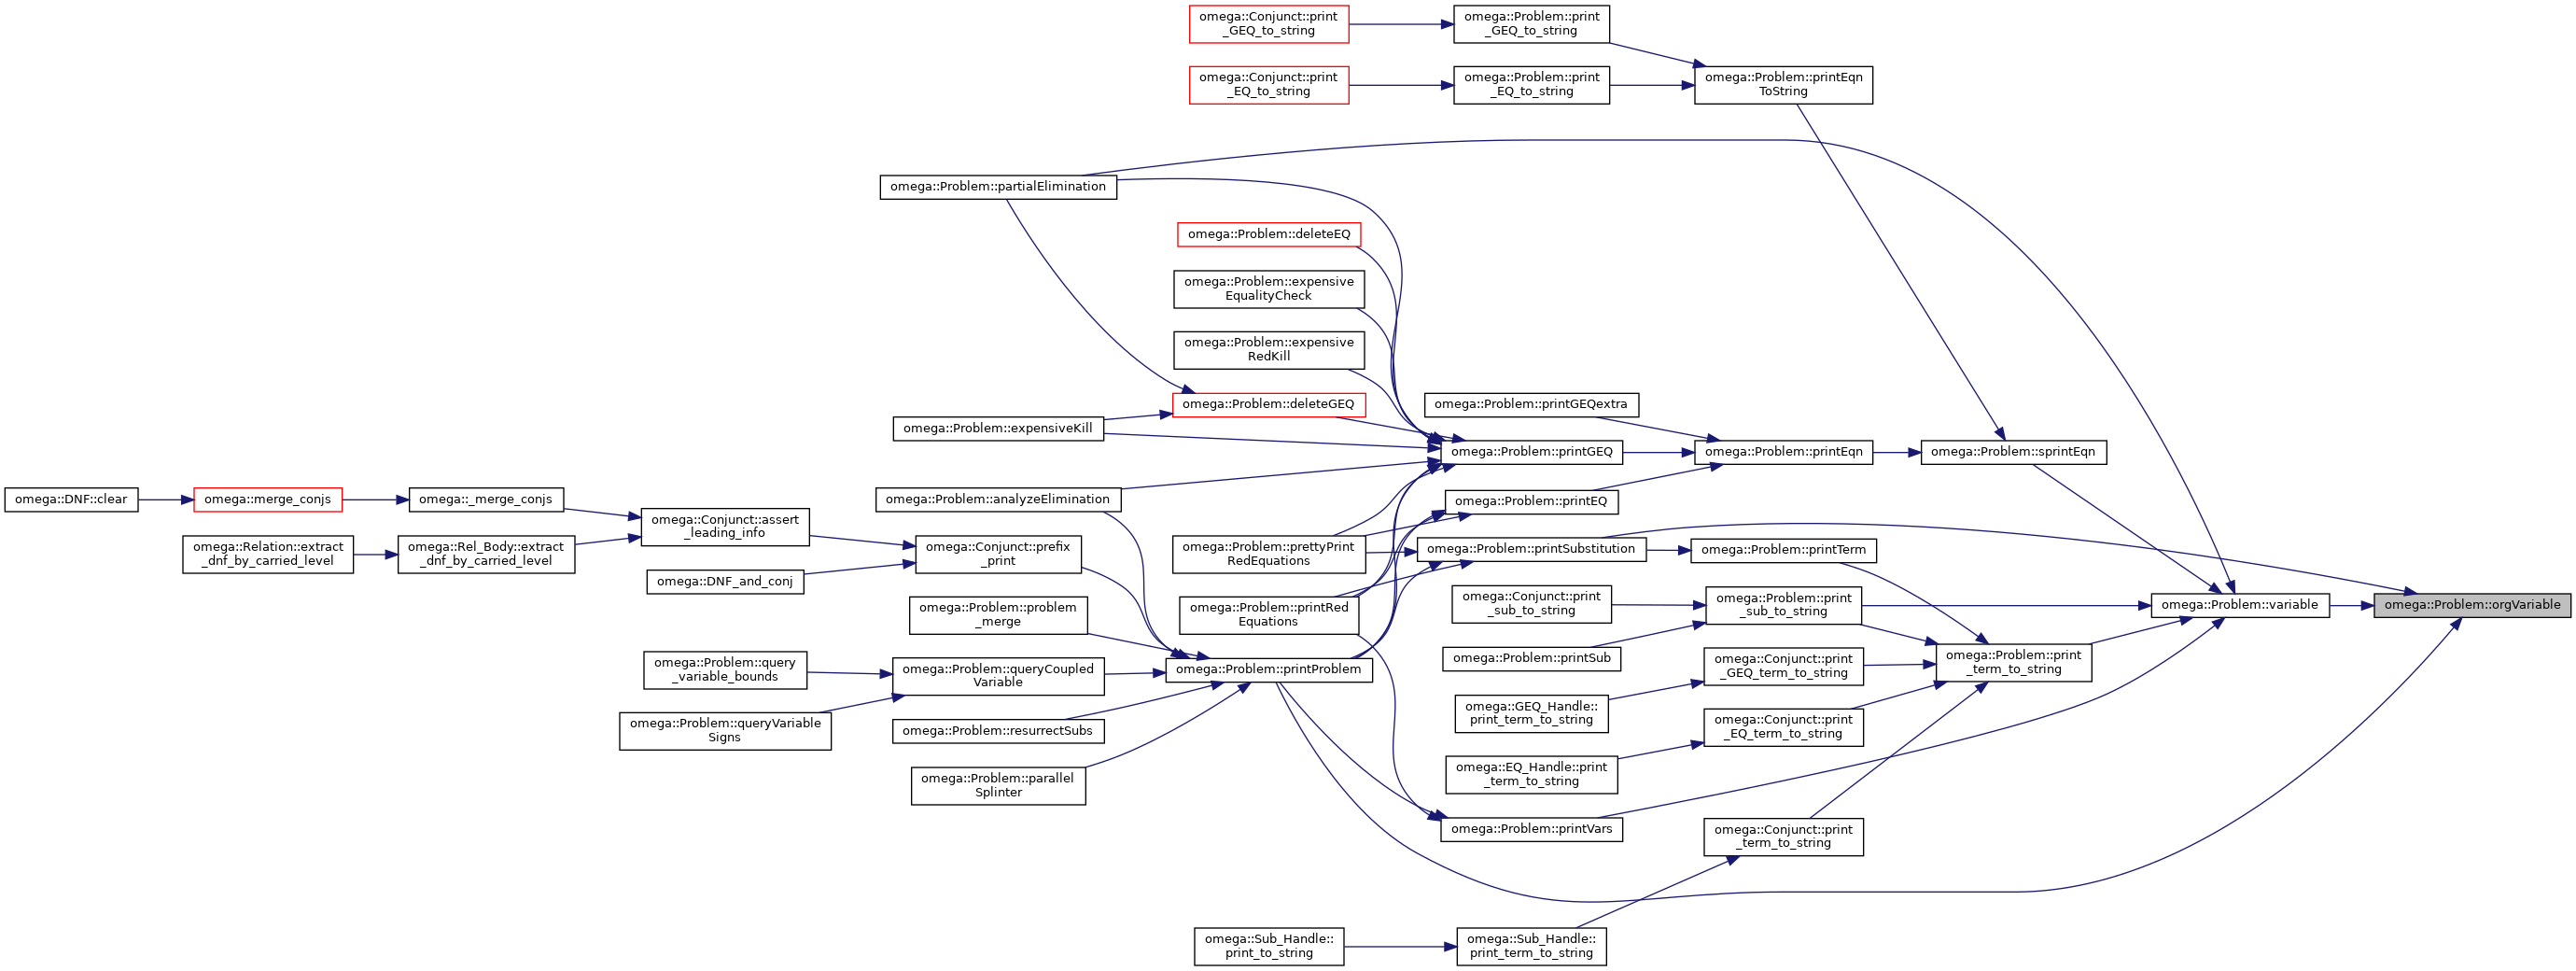 omega::Conjunct::print
_GEQ_to_string
omega::Problem::print
_GEQ_to_string
omega::Conjunct::print
_EQ_to_string
omega::Problem::print
_EQ_to_string
omega::Problem::printEqn
ToString
omega::Problem::partialElimination
omega::Problem::deleteEQ
omega::Problem::expensive
EqualityCheck
omega::Problem::expensive
RedKill
omega::Problem::deleteGEQ
omega::Problem::printGEQextra
omega::Problem::expensiveKill
omega::Problem::printGEQ
omega::Problem::printEqn
omega::Problem::sprintEqn
omega::DNF::clear
omega::merge_conjs
omega::_merge_conjs
omega::Problem::analyzeElimination
omega::Problem::printEQ
omega::Conjunct::assert
_leading_info
omega::Relation::extract
_dnf_by_carried_level
omega::Rel_Body::extract
_dnf_by_carried_level
omega::Conjunct::prefix
_print
omega::Problem::prettyPrint
RedEquations
omega::Problem::printSubstitution
omega::Problem::printTerm
omega::DNF_and_conj
omega::Problem::problem
_merge
omega::Problem::printRed
Equations
omega::Conjunct::print
_sub_to_string
omega::Problem::print
_sub_to_string
omega::Problem::variable
omega::Problem::orgVariable
omega::Problem::query
_variable_bounds
omega::Problem::queryCoupled
Variable
omega::Problem::printProblem
omega::Problem::printSub
omega::Conjunct::print
_GEQ_term_to_string
omega::Problem::print
_term_to_string
omega::Problem::queryVariable
Signs
omega::Problem::resurrectSubs
omega::GEQ_Handle::
print_term_to_string
omega::Conjunct::print
_EQ_term_to_string
omega::Problem::parallel
Splinter
omega::EQ_Handle::print
_term_to_string
omega::Problem::printVars
omega::Conjunct::print
_term_to_string
omega::Sub_Handle::
print_to_string
omega::Sub_Handle::
print_term_to_string